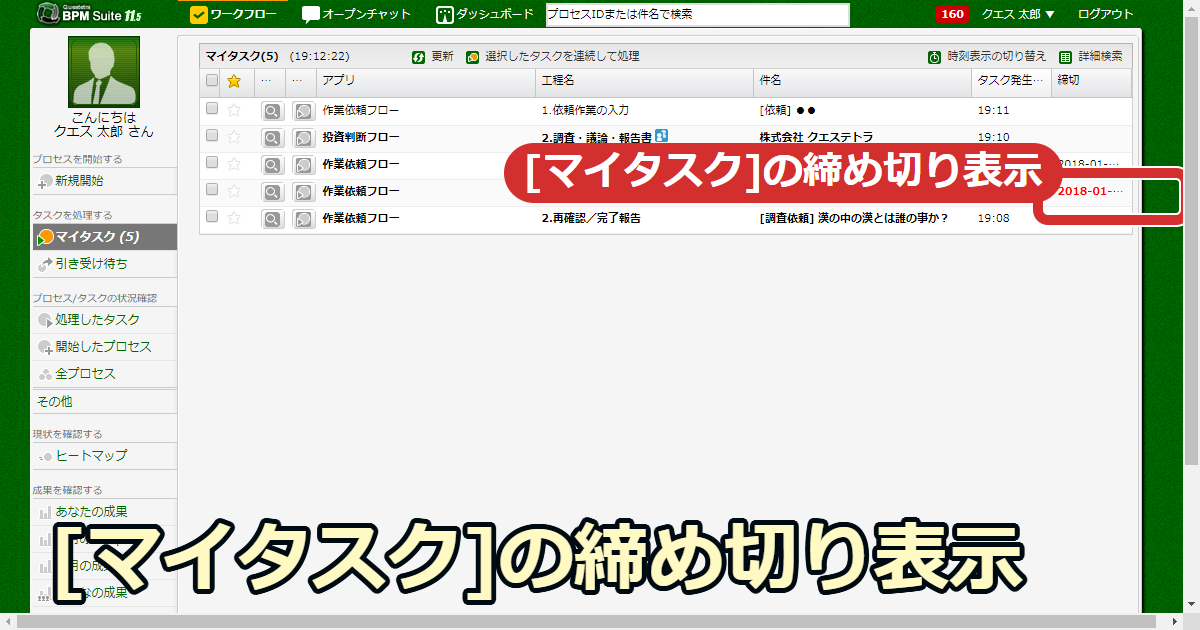 Questetra
BPM Suite 11.5
ワークフロー
オープンチャット
ダッシュボード
プロセスIDまたは件名で検索
160
クエス 太郎 ▼
ログアウト
こんにちは
クエス 太郎 さん
プロセスを開始する
新規開始
タスクを処理する
マイタスク (5)
引き受け待ち
プロセス/タスクの状況確認
処理したタスク
開始したプロセス
全プロセス
その他
現状を確認する
ヒートマップ
成果を確認する
あなたの成果
マイタスク(5) (19:12:22)
更新
選択したタスクを連続して処理
時刻表示の切り替え
詳細検索
... ... アプリ 工程名 件名 タスク発生... 締切
作業依頼フロー 1.依頼作業の入力 [依頼] ●● 19:11
投資判断フロー 2.調査・議論・報告書 株式会社 クエステトラ 19:10
作業依頼フロー 2018-01-...
作業依頼フロー 2018-01-...
作業依頼フロー 2.再確認／完了報告 [調査依頼] 漢の中の漢とは誰の事か？ 19:08
[マイタスク]の締め切り表示
[マイタスク]の締め切り表示